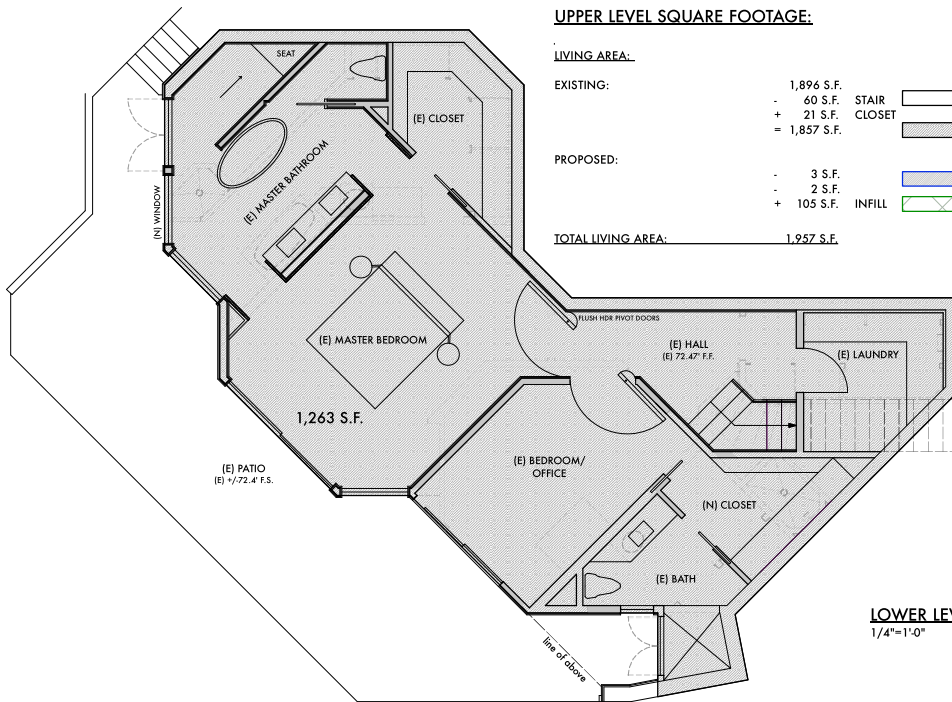 UPPER LEVEL SQUARE FOOTAGE:
LIVING AREA:
EXISTING: 1,896 S.F.
- 60 S.F. STAIR
+ 21 S.F. CLOSET
= 1,857 S.F.
PROPOSED:
- 3 S.F.
- 2 S.F.
+ 105 S.F. INFILL
TOTAL LIVING AREA: 1,957 S.F.
SEAT
(E) CLOSET
(E) MASTER BATHROOM
(N) WINDOW
FLUSH HDR PIVOT DOORS
(E) MASTER BEDROOM
(E) HALL
(E) 72.47' F.F.
(E) LAUNDRY
1,263 S.F.
(E) PATIO
(E) +/-72.4' F.S.
(E) BEDROOM/
OFFICE
(N) CLOSET
(E) BATH
line of above
LOWER LEV
1/4"=1'-0"